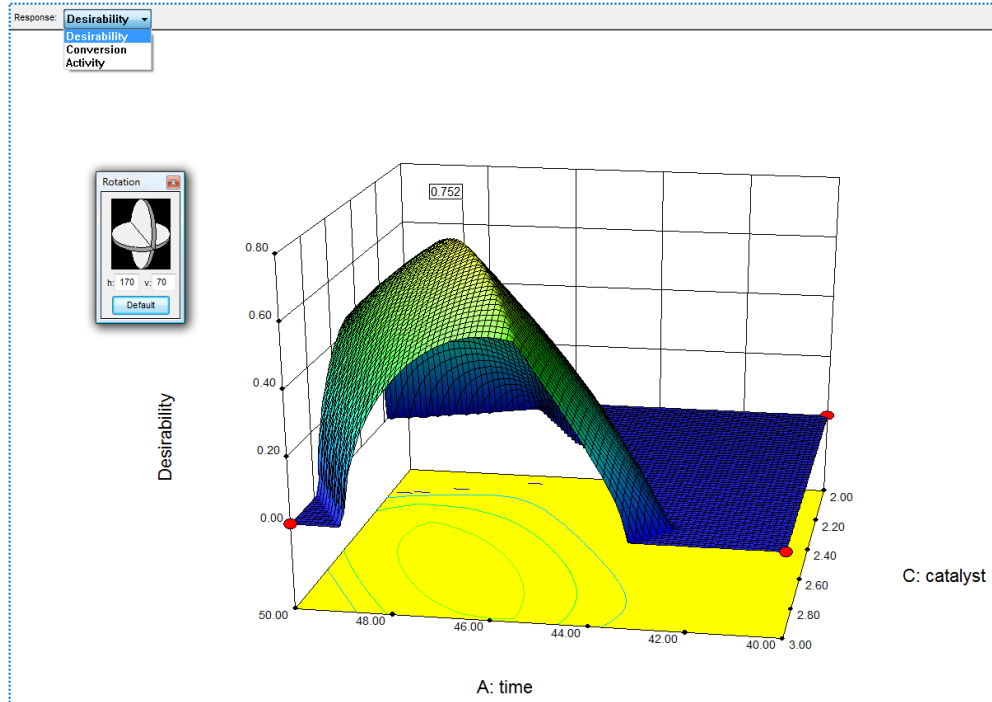 Response: Desirability
Desirability
Conversion
Activity
Rotation
h: 170 v: 70
Default
0.752
0.80
0.60
0.40
0.20
0.00
Desirability
50.00
48.00
46.00
44.00
42.00
40.00
A: time
2.00
2.20
2.40
2.60
2.80
3.00
C: catalyst